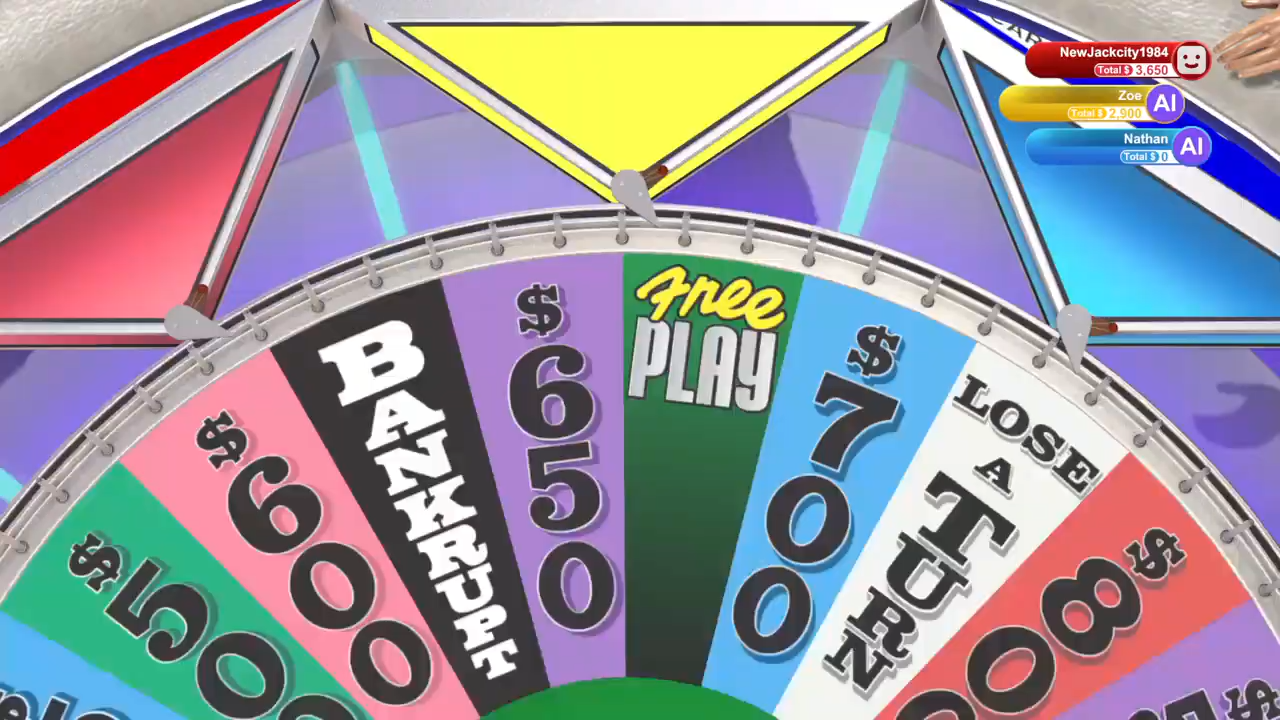 NewJackcity1984
Total $ 3,650
Zoe
AI
Total $ 2,900
Nathan
AI
Total $ 0
$500
$600
BANKRUPT
$650
Free
PLAY
$700
LOSE
A
TURN
$800